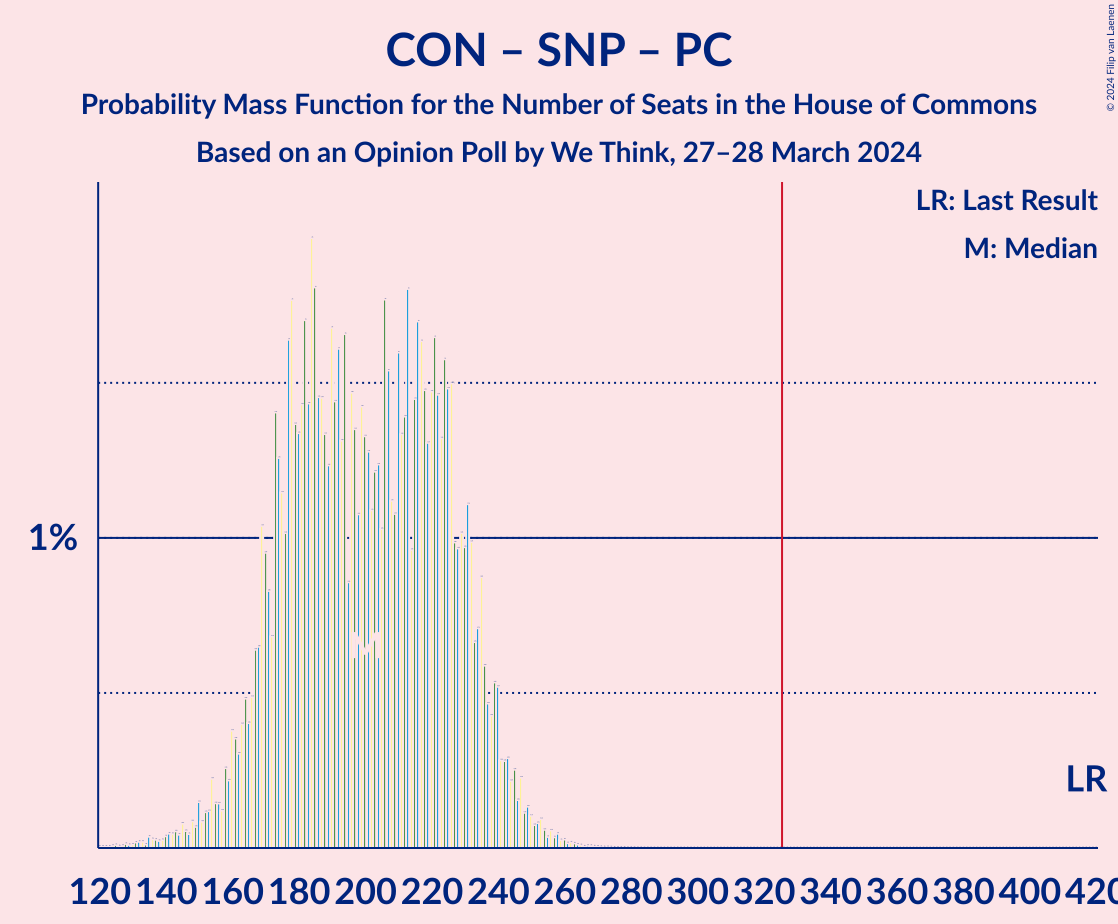 CON – SNP – PC
Probability Mass Function for the Number of Seats in the House of Commons
Based on an Opinion Poll by We Think, 27–28 March 2024
© 2024 Filip van Laenen
LR: Last Result
M: Median
1%
M
LR
120 140 160 180 200 220 240 260 280 300 320 340 360 380 400 420